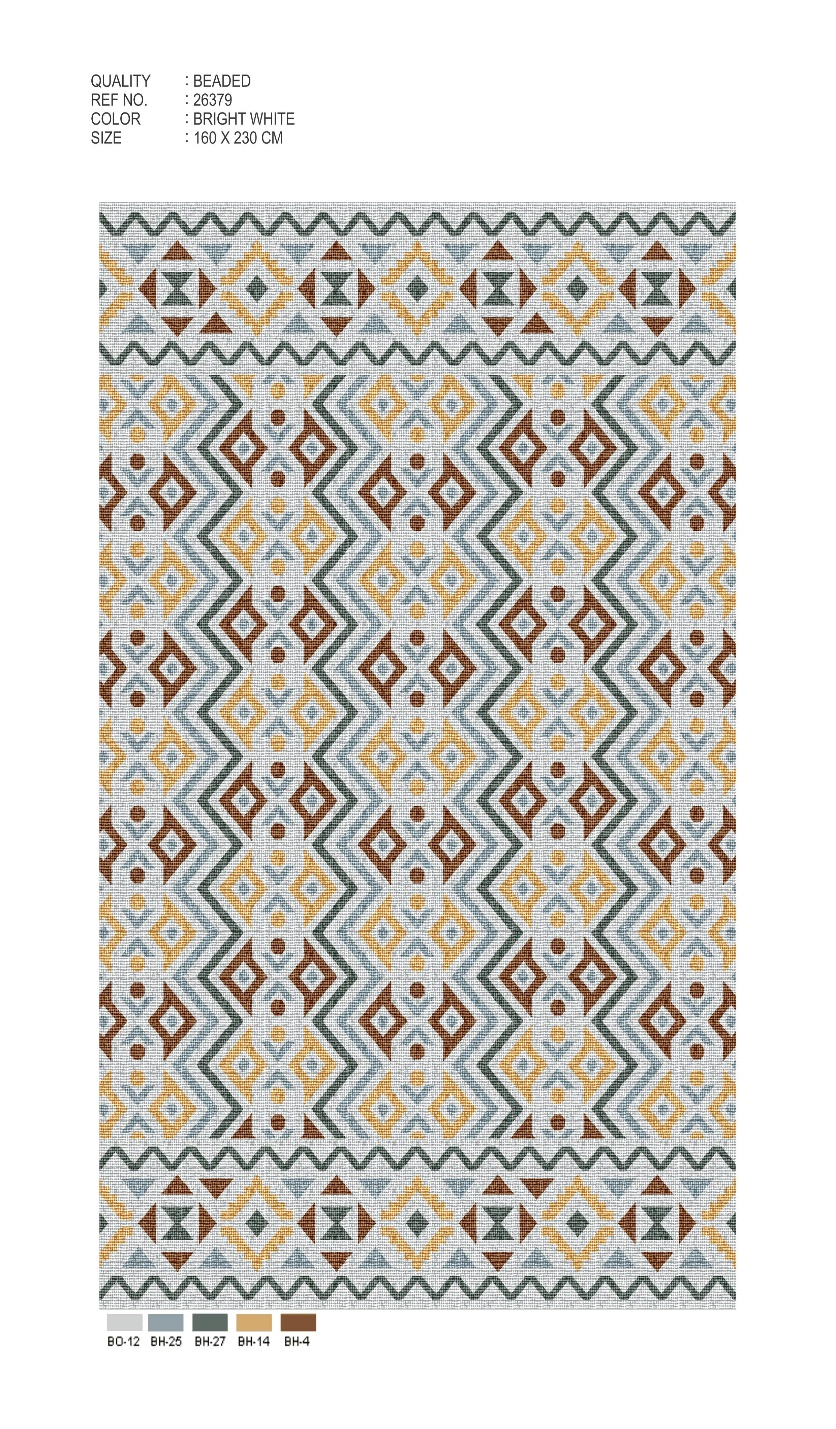 QUALITY : BEADED
REF NO. : 26379
COLOR : BRIGHT WHITE
SIZE : 160 X 230 CM
BO-12 BH-25 BH-27 BH-14 BH-4